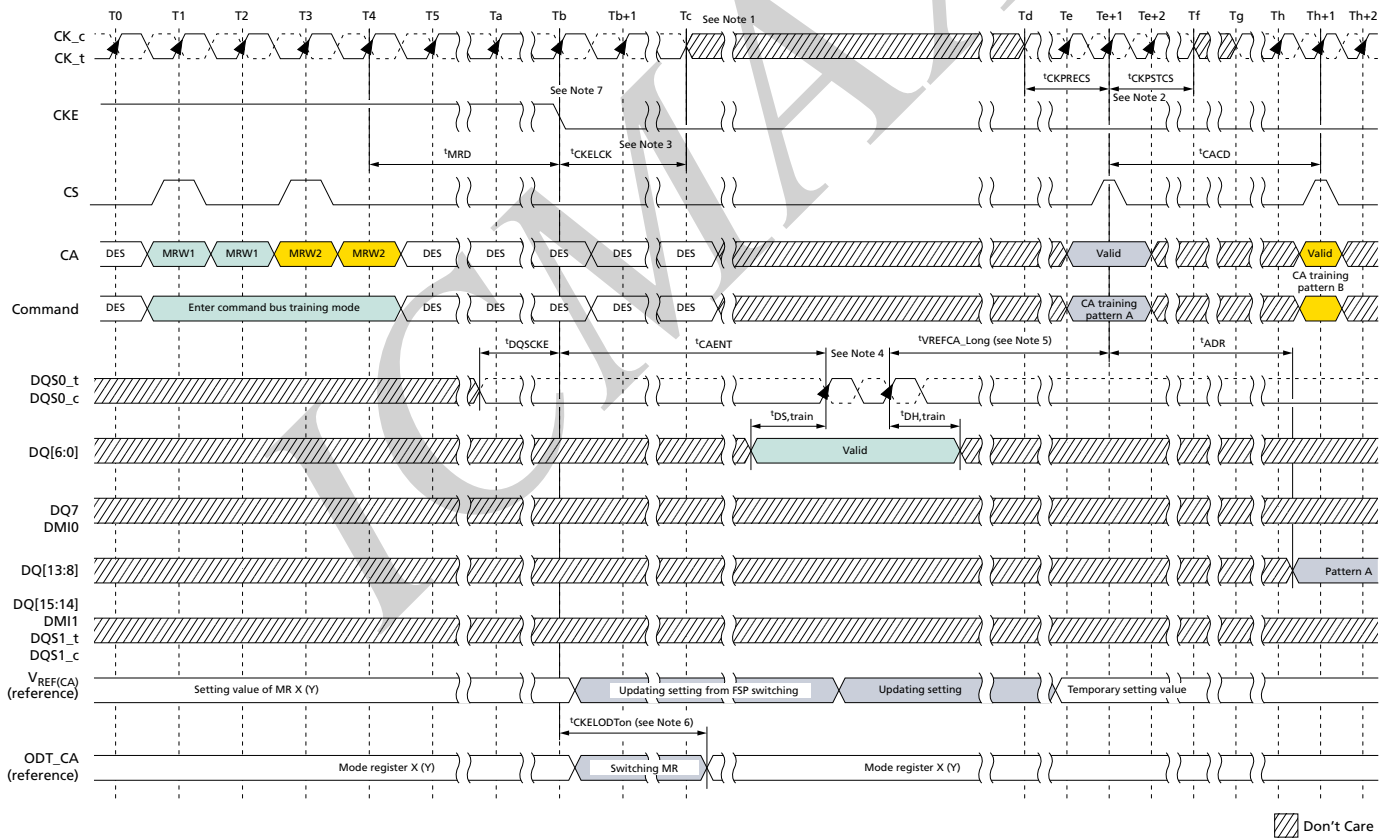 T0 T1 T2 T3 T4 T5 Ta Tb Tb+1 Tc See Note 1 Td Te Te+1 Te+2 Tf Tg Th Th+1 Th+2
CK_c
CK_t
tCKPRECS tCKPSTCS
See Note 7 See Note 2
CKE
tMRD tCKELCK See Note 3 tCACD
CS
CA DES MRW1 MRW1 MRW2 MRW2 DES DES DES DES DES Valid Valid
CA training
pattern B
Command DES Enter command bus training mode DES DES DES DES DES CA training
pattern A
tDQSCKE tCAENT See Note 4 tVREFCA_Long (see Note 5) tADR
DQS0_t
DQS0_c
tDS,train tDH,train
DQ[6:0] Valid
DQ7
DMI0
DQ[13:8] Pattern A
DQ[15:14]
DMI1
DQS1_t
DQS1_c
VREF(CA)
(reference) Setting value of MR X (Y) Updating setting from FSP switching Updating setting Temporary setting value
tCKELODTon (see Note 6)
ODT_CA
(reference) Mode register X (Y) Switching MR Mode register X (Y)
Don't Care
ICMAX